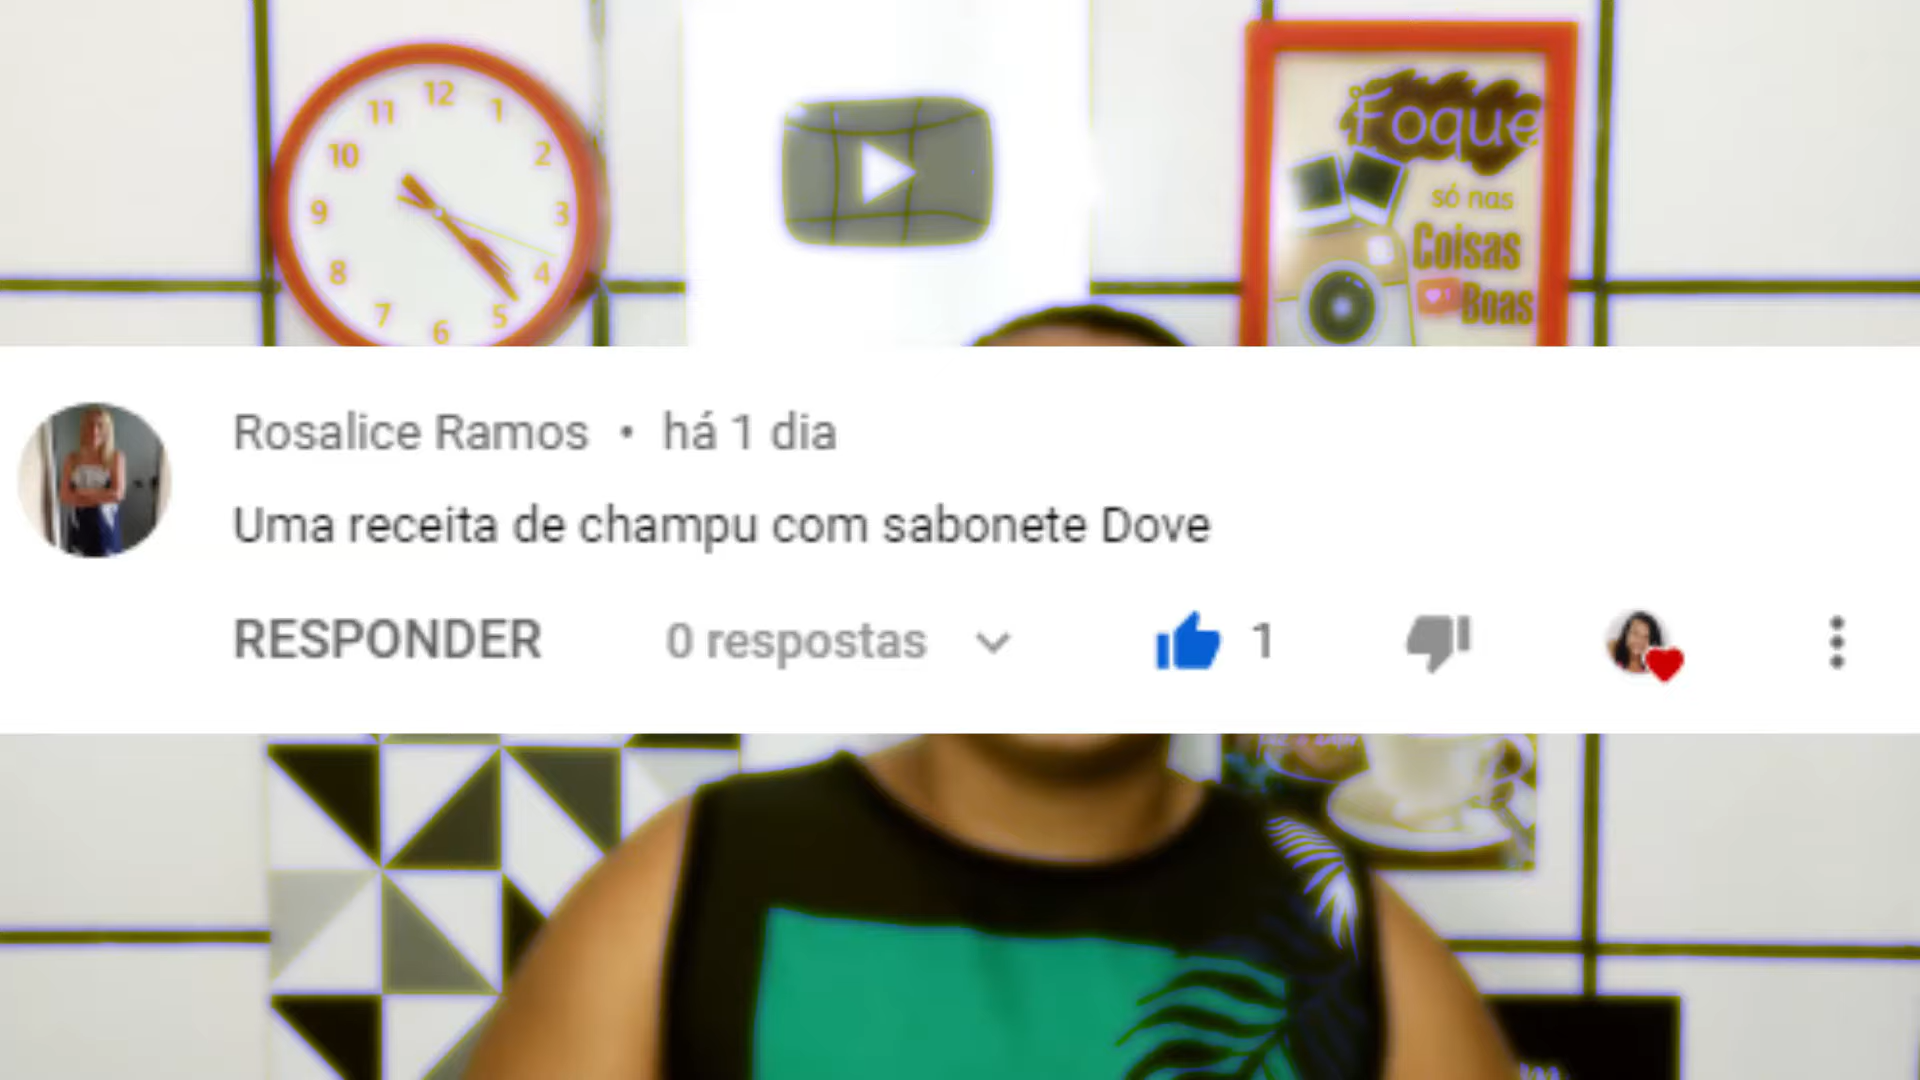 12
11
1
10
2
9
3
8
4
7
5
6
Foque
só nas
Coisas
Boas
Rosalice Ramos • há 1 dia
Uma receita de champu com sabonete Dove
RESPONDER 0 respostas 1